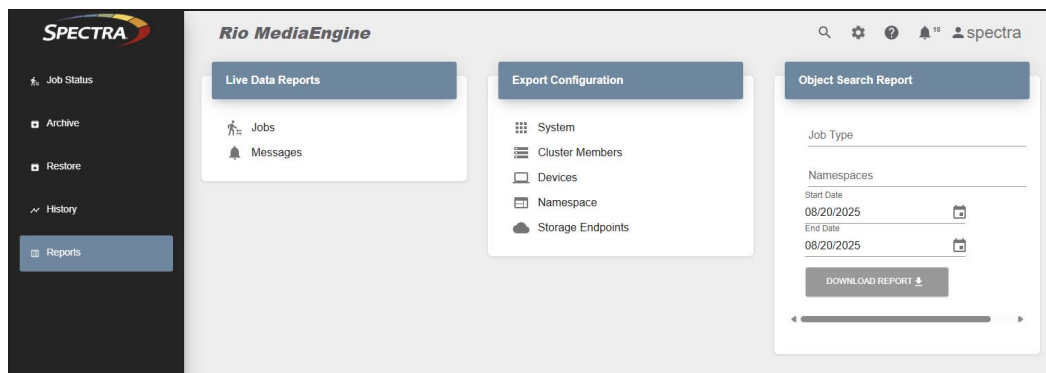 SPECTRA
Rio MediaEngine
18
spectra
Job Status
Archive
Restore
History
Reports
Live Data Reports
Jobs
Messages
Export Configuration
System
Cluster Members
Devices
Namespace
Storage Endpoints
Object Search Report
Job Type
Namespaces
Start Date
08/20/2025
End Date
08/20/2025
DOWNLOAD REPORT